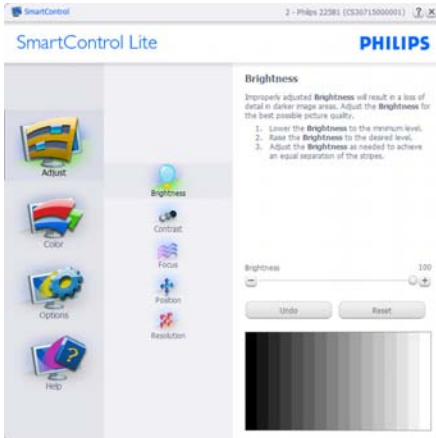 SmartControl
2 - Philips 225B1 (CS30715000001)
SmartControl Lite
PHILIPS
Adjust
Color
Options
Help
Brightness
Contrast
Focus
Position
Resolution
Brightness
Improperly adjusted Brightness will result in a loss of
detail in darker image areas. Adjust the Brightness for
the best possible picture quality.
1. Lower the Brightness to the minimum level.
2. Raise the Brightness to the desired level.
3. Adjust the Brightness as needed to achieve
an equal separation of the stripes.
Brightness 100
Undo Reset